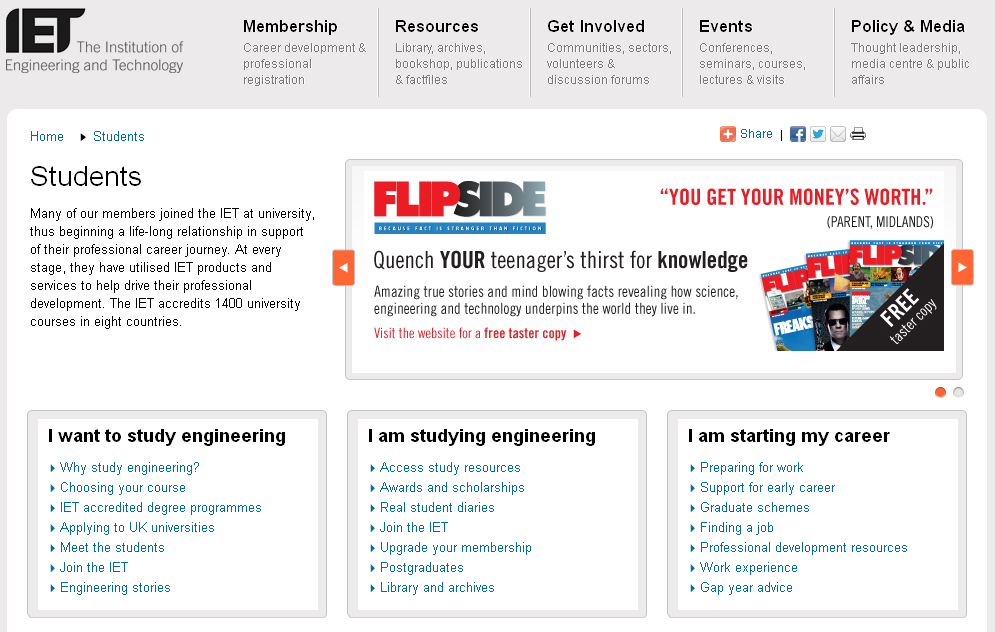 IET The Institution of
Engineering and Technology
Membership
Career development &
professional
registration
Resources
Library, archives,
bookshop, publications
& factfiles
Get Involved
Communities, sectors,
volunteers &
discussion forums
Events
Conferences,
seminars, courses,
lectures & visits
Policy & Media
Thought leadership,
media centre & public
affairs
Home Students
Share |
Students
Many of our members joined the IET at university,
thus beginning a life-long relationship in support
of their professional career journey. At every
stage, they have utilised IET products and
services to help drive their professional
development. The IET accredits 1400 university
courses in eight countries.
FLIPSIDE
BECAUSE FACT IS STRANGER THAN FICTION
“YOU GET YOUR MONEY’S WORTH.”
(PARENT, MIDLANDS)
Quench YOUR teenager's thirst for knowledge
Amazing true stories and mind blowing facts revealing how science,
engineering and technology underpins the world they live in.
Visit the website for a free taster copy
FREAKS
FREE
taster copy
I want to study engineering
Why study engineering?
Choosing your course
IET accredited degree programmes
Applying to UK universities
Meet the students
Join the IET
Engineering stories
I am studying engineering
Access study resources
Awards and scholarships
Real student diaries
Join the IET
Upgrade your membership
Postgraduates
Library and archives
I am starting my career
Preparing for work
Support for early career
Graduate schemes
Finding a job
Professional development resources
Work experience
Gap year advice